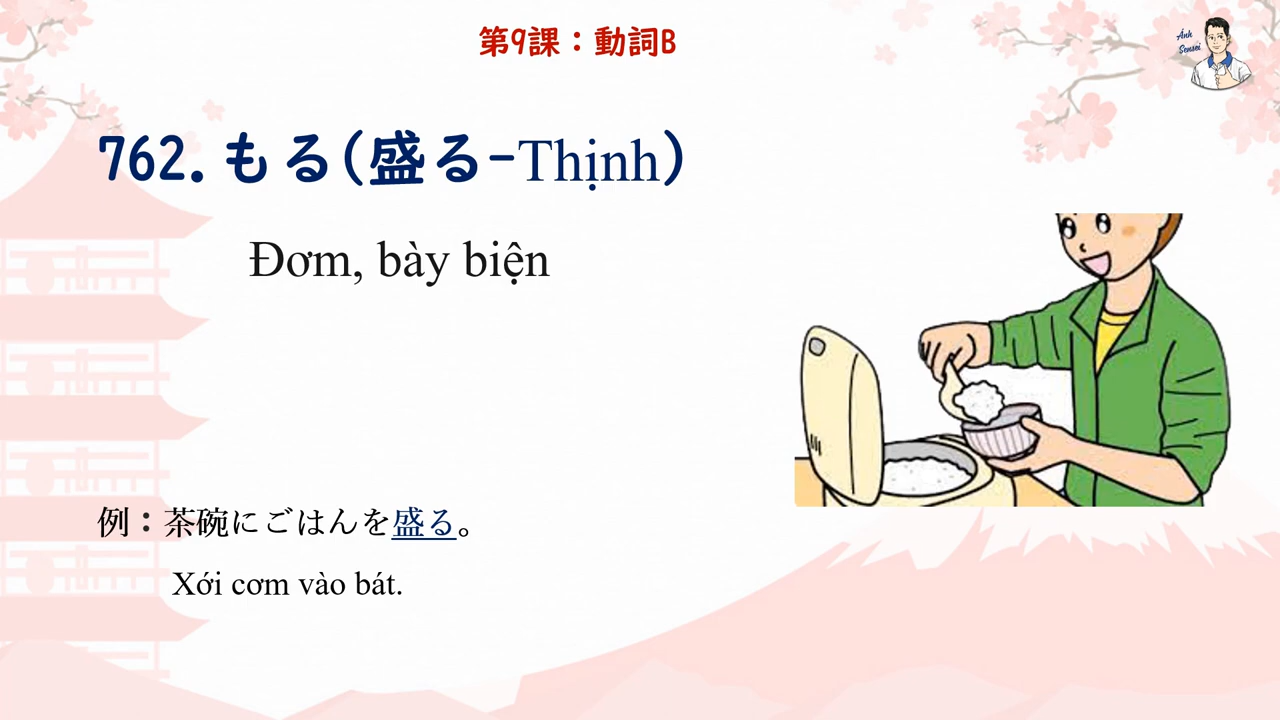 第9課：動詞B
Ánh
Sensei
762.もる(盛る-Thịnh)
Đơm, bày biện
例：茶碗にごはんを盛る。
Xới cơm vào bát.